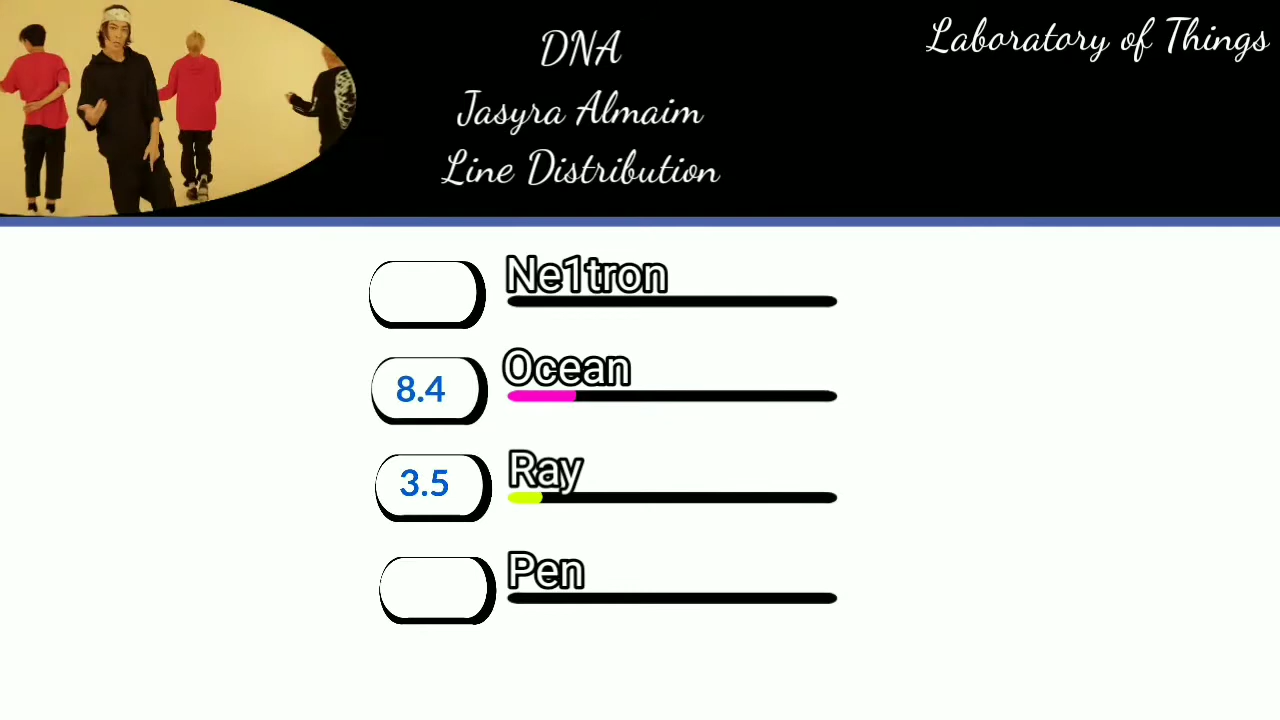 DNA
Jasyra Almaim
Line Distribution
Laboratory of Things
Ne1tron
8.4
Ocean
3.5
Ray
Pen